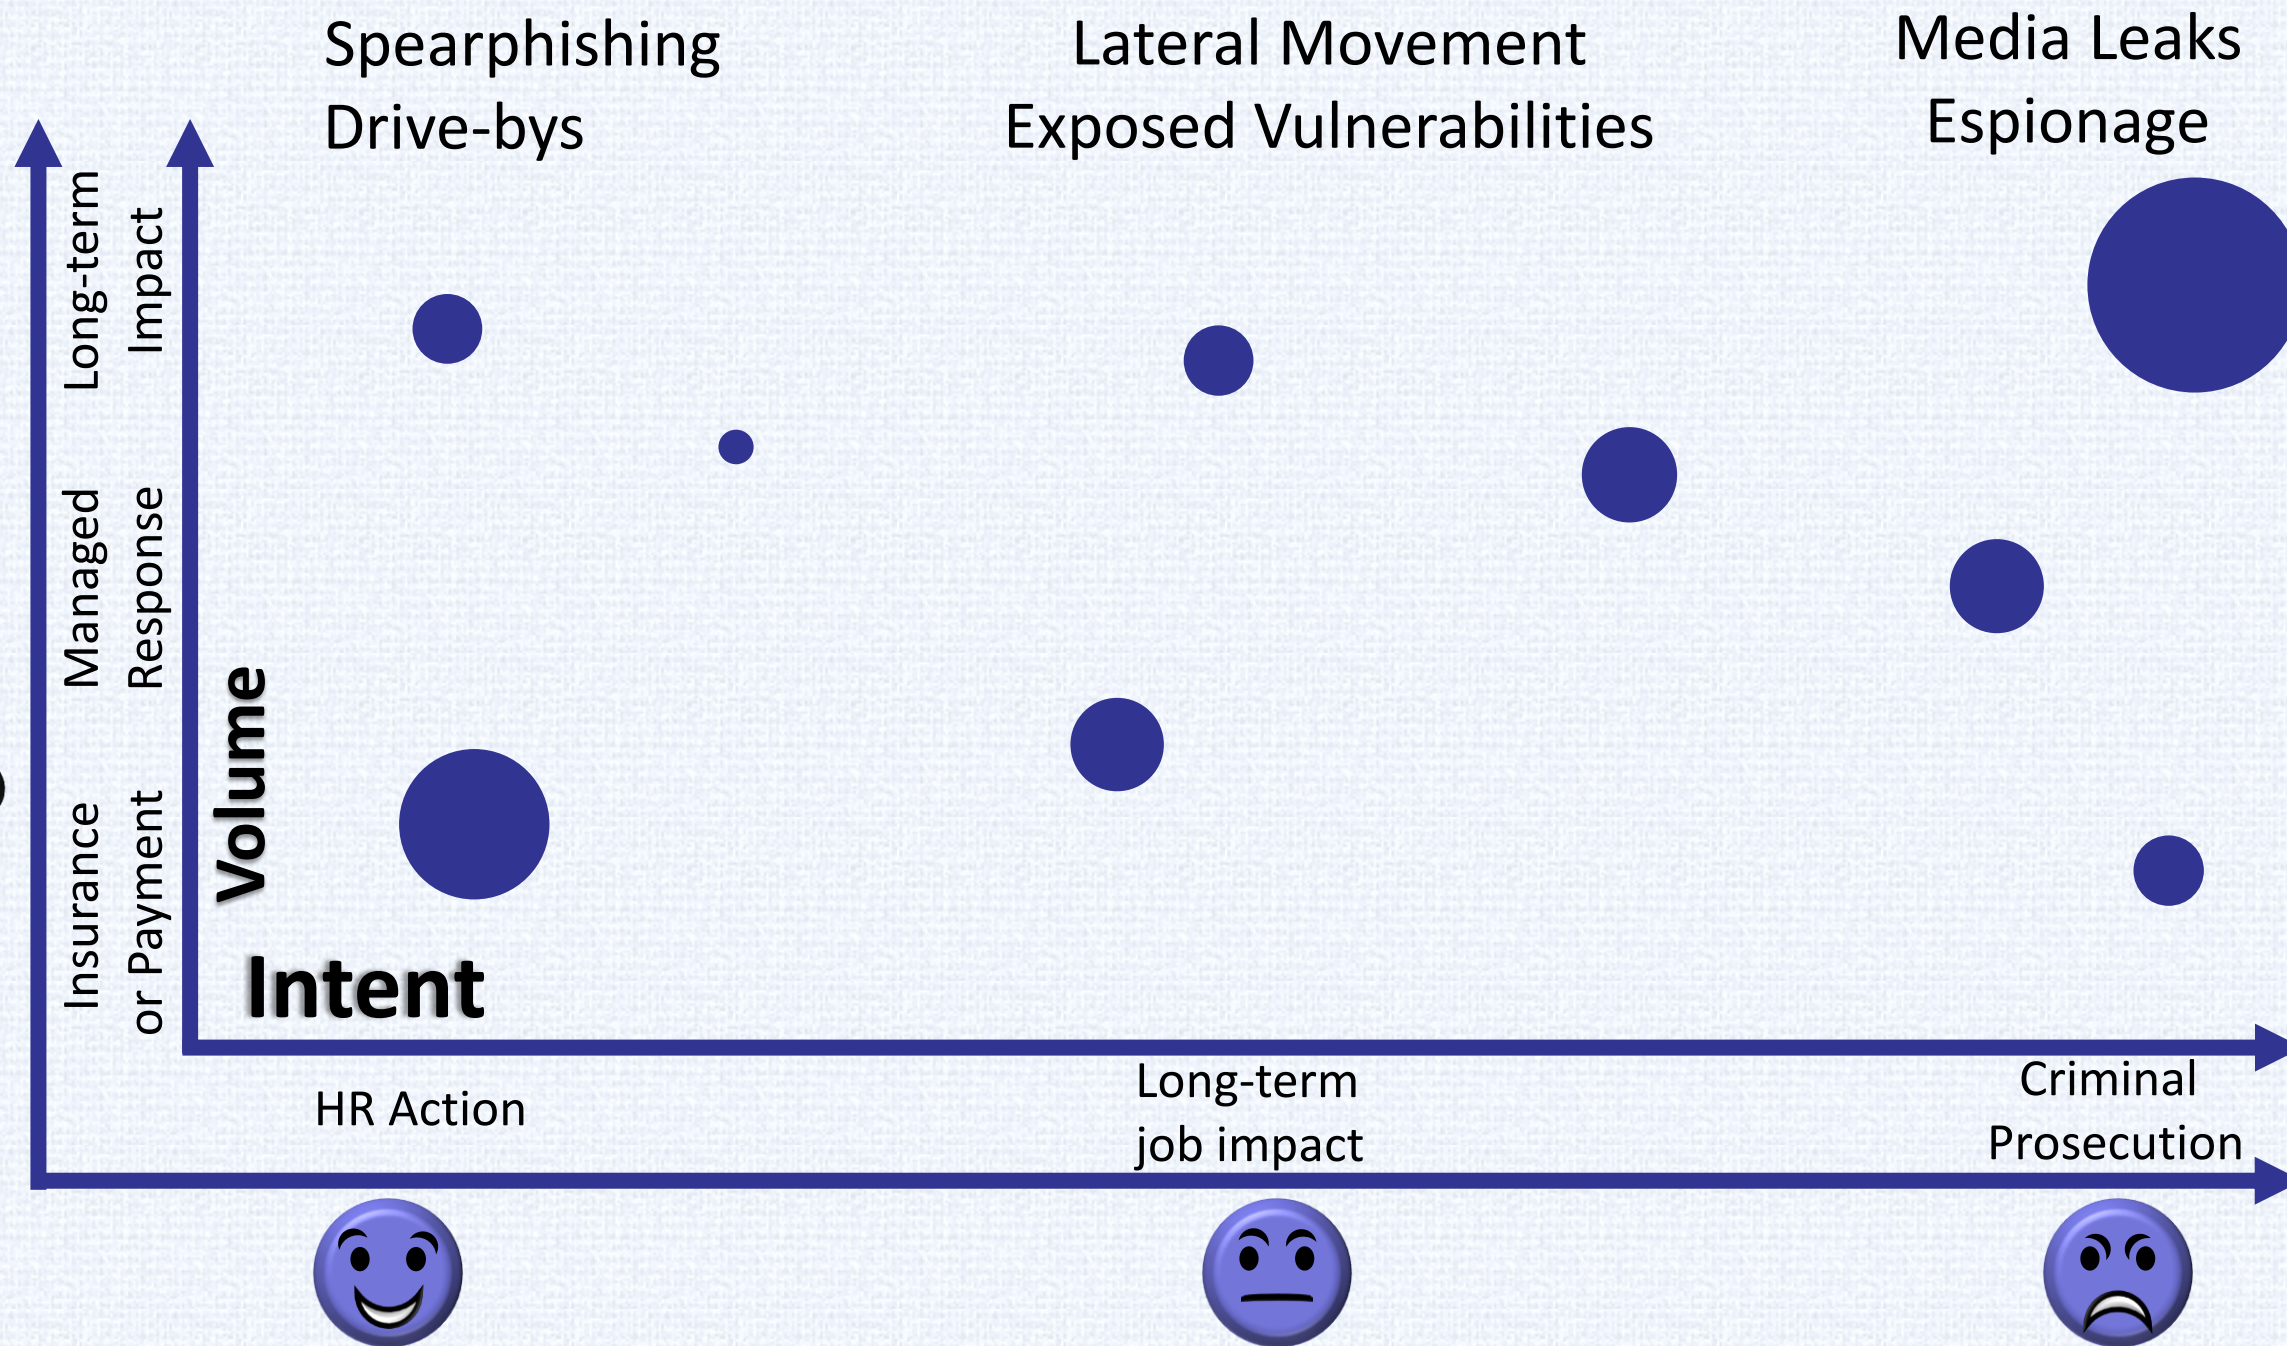 Spearphishing
Drive-bys
Lateral Movement
Exposed Vulnerabilities
Media Leaks
Espionage
Long-term
Impact
Managed
Response
Insurance
or Payment
Volume
Intent
HR Action
Long-term
job impact
Criminal
Prosecution